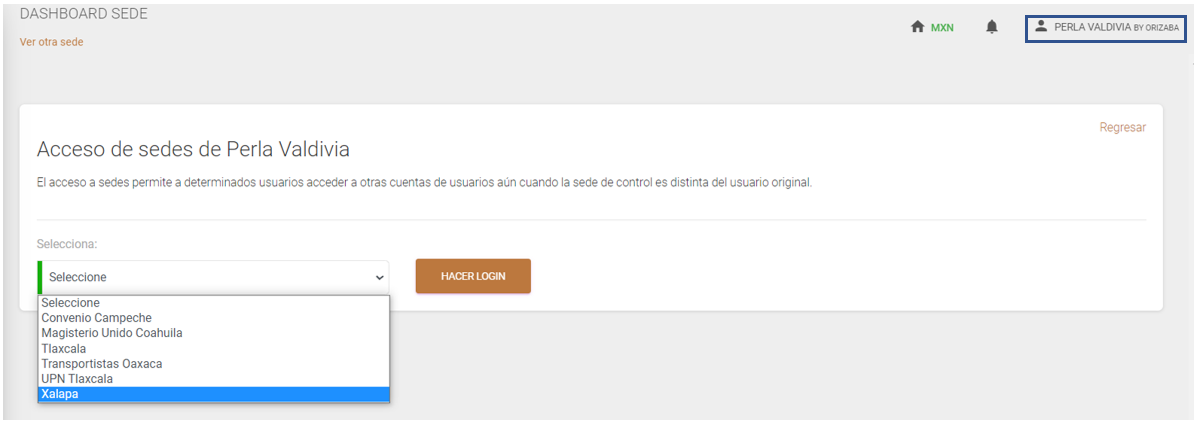 DASHBOARD SEDE
Ver otra sede
MXN
PERLA VALDIVIA BY ORIZABA
Regresar
Acceso de sedes de Perla Valdivia
El acceso a sedes permite a determinados usuarios acceder a otras cuentas de usuarios aún cuando la sede de control es distinta del usuario original.
Selecciona:
Seleccione
HACER LOGIN
Seleccione
Convenio Campeche
Magisterio Unido Coahuila
Tlaxcala
Transportistas Oaxaca
UPN Tlaxcala
Xalapa